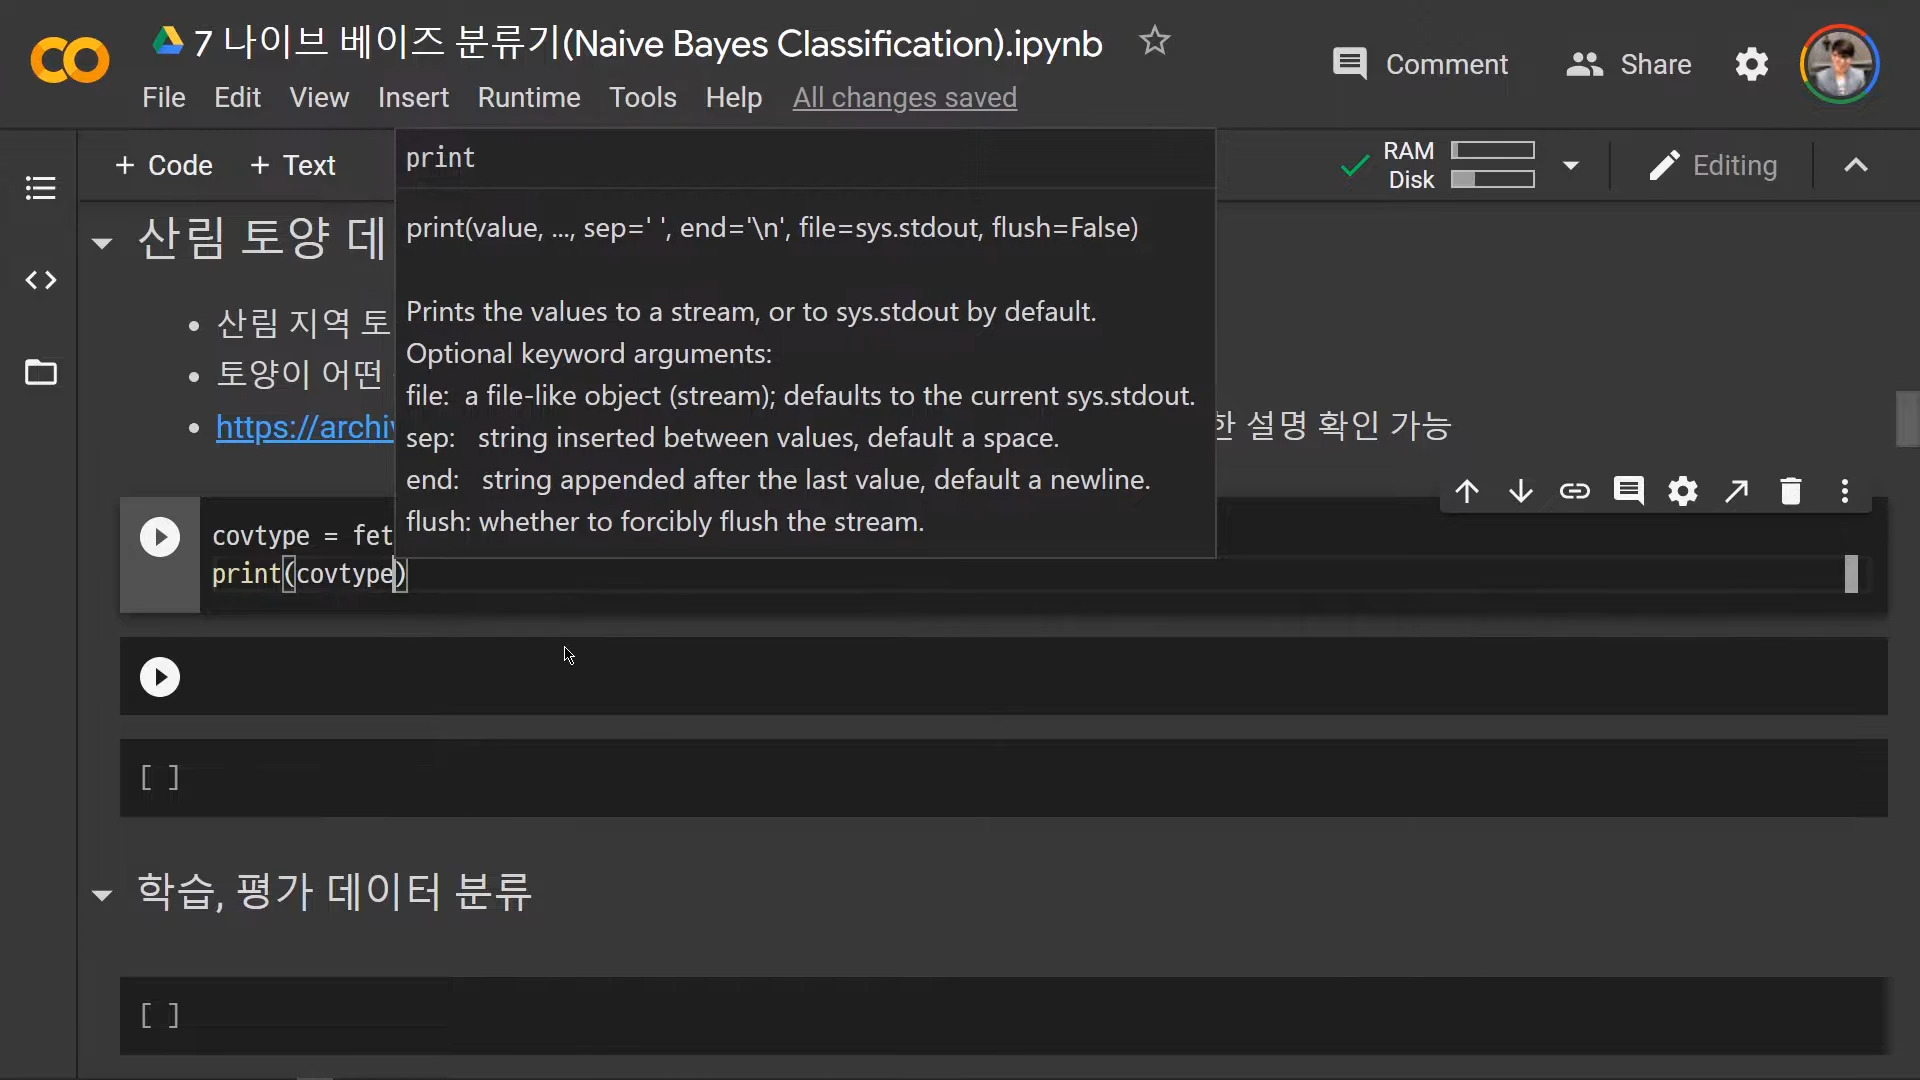 7 나이브 베이즈 분류기(Naive Bayes Classification).ipynb
Comment
Share
File Edit View Insert Runtime Tools Help All changes saved
+ Code + Text
RAM
Disk
Editing
print
print(value, ..., sep=' ', end='\n', file=sys.stdout, flush=False)
Prints the values to a stream, or to sys.stdout by default.
Optional keyword arguments:
file: a file-like object (stream); defaults to the current sys.stdout.
sep: string inserted between values, default a space.
end: string appended after the last value, default a newline.
flush: whether to forcibly flush the stream.
산림 토양 데
산림 지역 토
토양이 어떤
https://archiv
한 설명 확인 가능
covtype = fet
print(covtype)
[ ]
학습, 평가 데이터 분류
[ ]